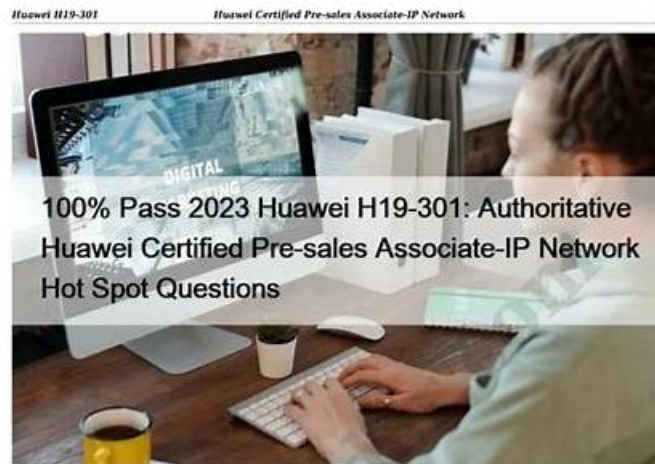 Huawei H19-301 Huawei Certified Pre-sales Associate-IP Network
DIGITAL
MARKETING
100% Pass 2023 Huawei H19-301: Authoritative
Huawei Certified Pre-sales Associate-IP Network
Hot Spot Questions